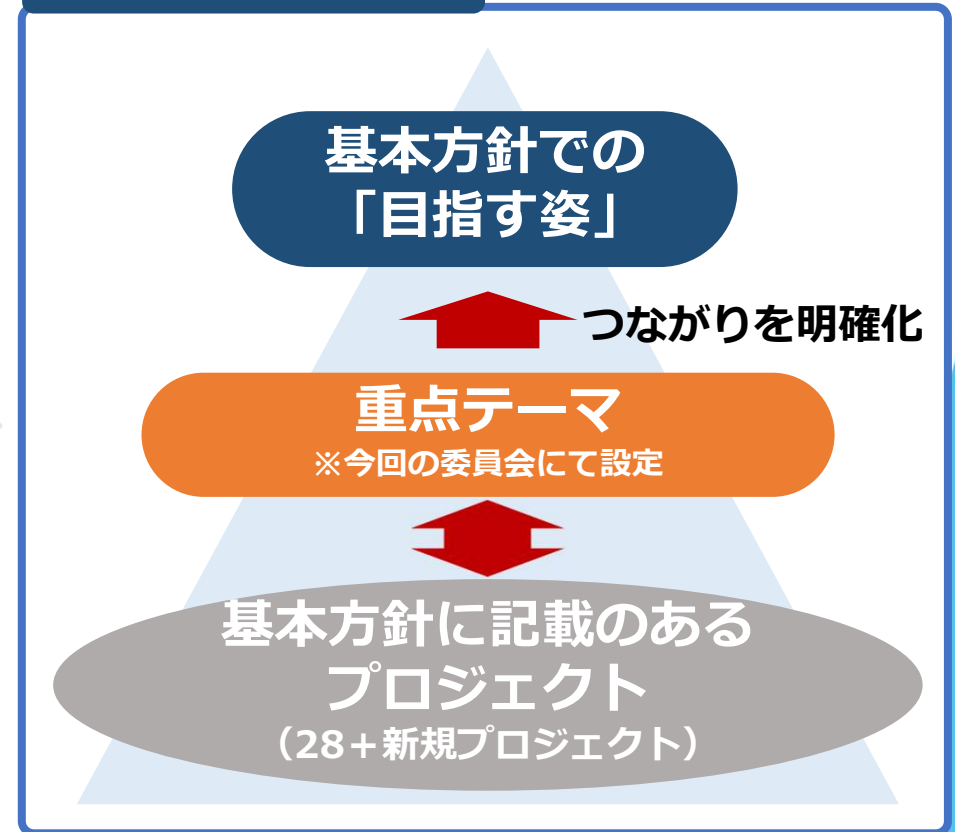 基本方針での
「目指す姿」
つながりを明確化
重点テーマ
※今回の委員会にて設定
基本方針に記載のある
プロジェクト
（28＋新規プロジェクト）